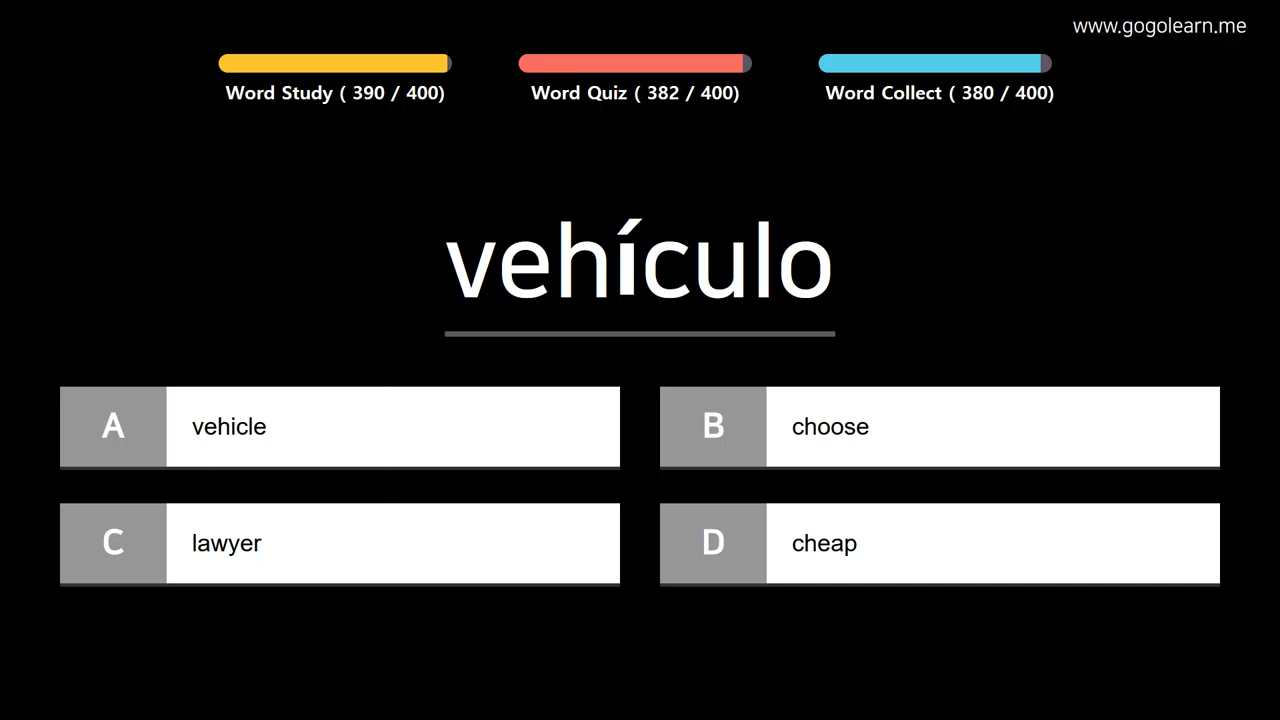 www.gogolearn.me
Word Study ( 390 / 400)
Word Quiz ( 382 / 400)
Word Collect ( 380 / 400)
vehículo
A vehicle
B choose
C lawyer
D cheap